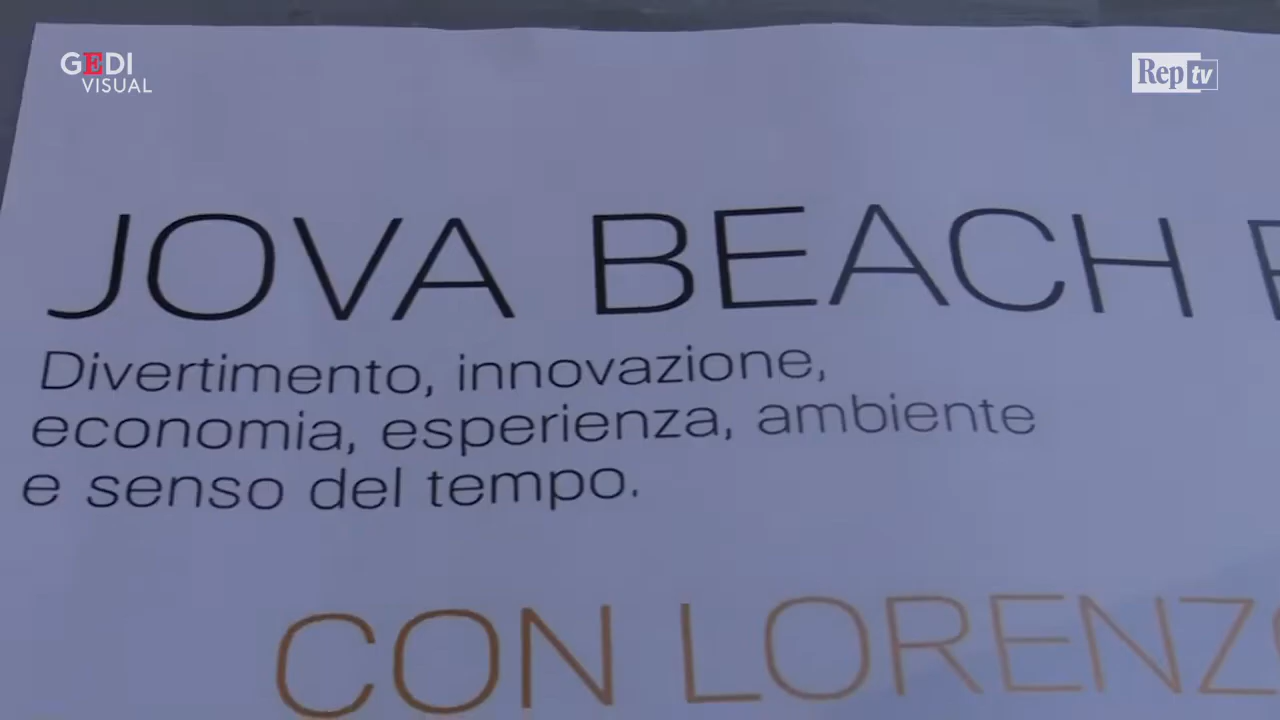 GEDI
VISUAL
Rep tv
JOVA BEACH
Divertimento, innovazione,
economia, esperienza, ambiente
e senso del tempo.
CON LORENZ